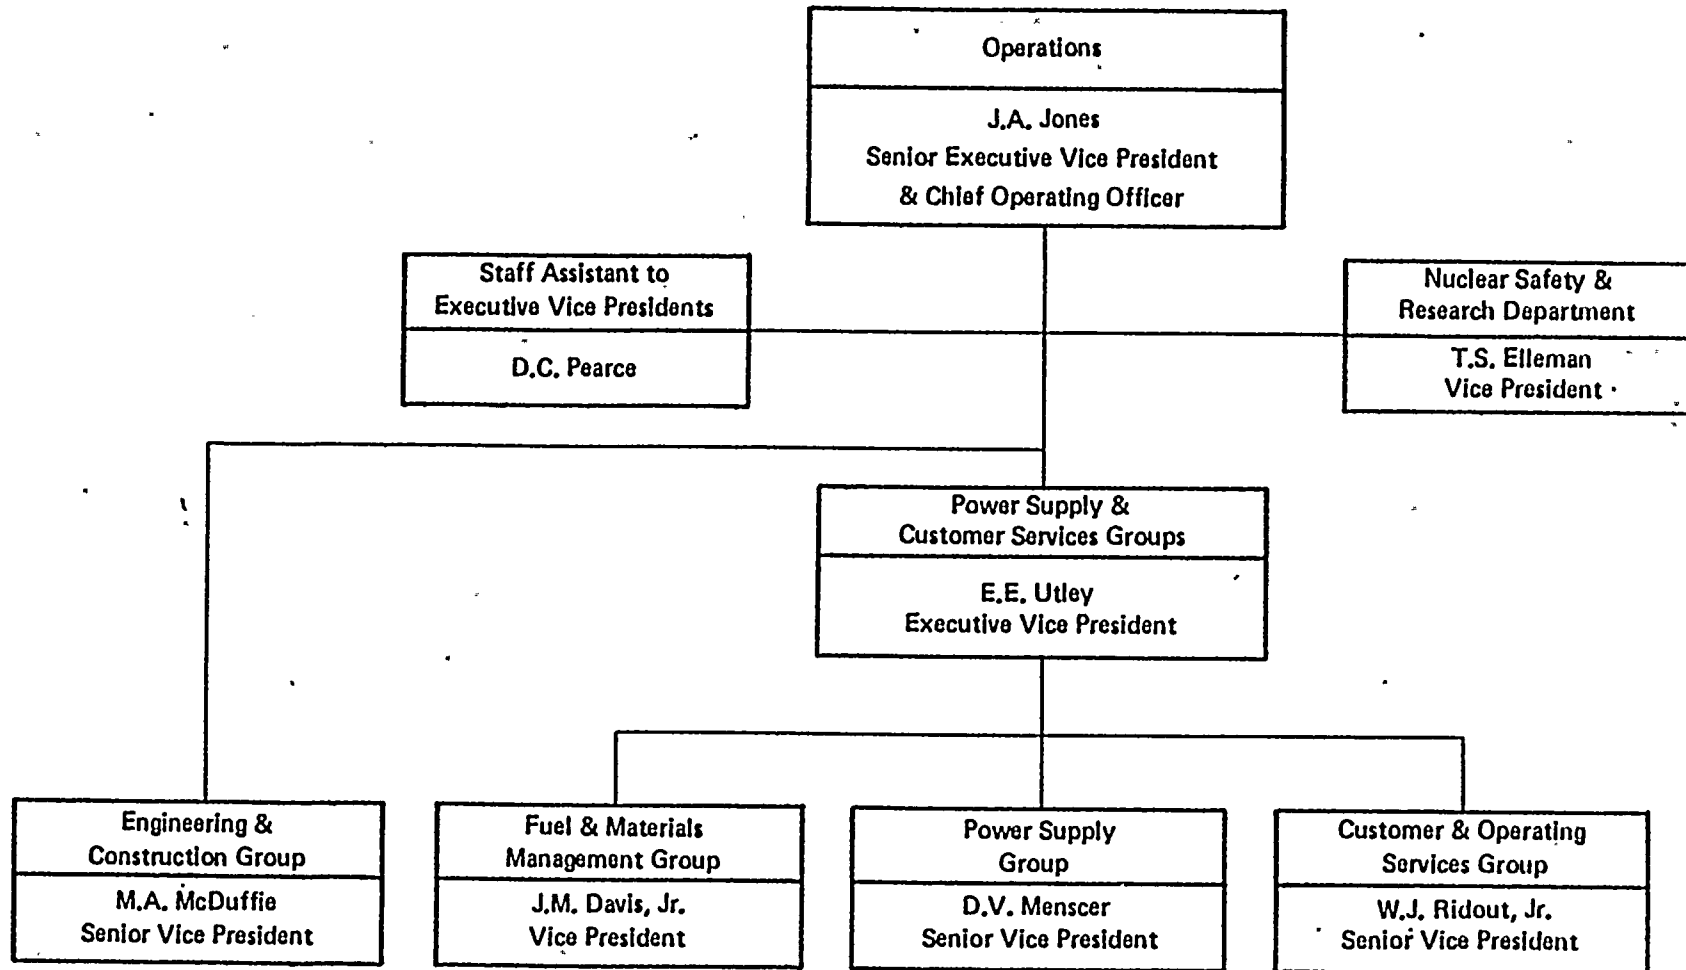 Operations
J.A. Jones
Senior Executive Vice President
& Chief Operating Officer
Staff Assistant to
Executive Vice Presidents
D.C. Pearce
Nuclear Safety &
Research Department
T.S. Elleman
Vice President
Power Supply &
Customer Services Groups
E.E. Utley
Executive Vice President
Engineering &
Construction Group
M.A. McDuffie
Senior Vice President
Fuel & Materials
Management Group
J.M. Davis, Jr.
Vice President
Power Supply
Group
D.V. Menscer
Senior Vice President
Customer & Operating
Services Group
W.J. Ridout, Jr.
Senior Vice President